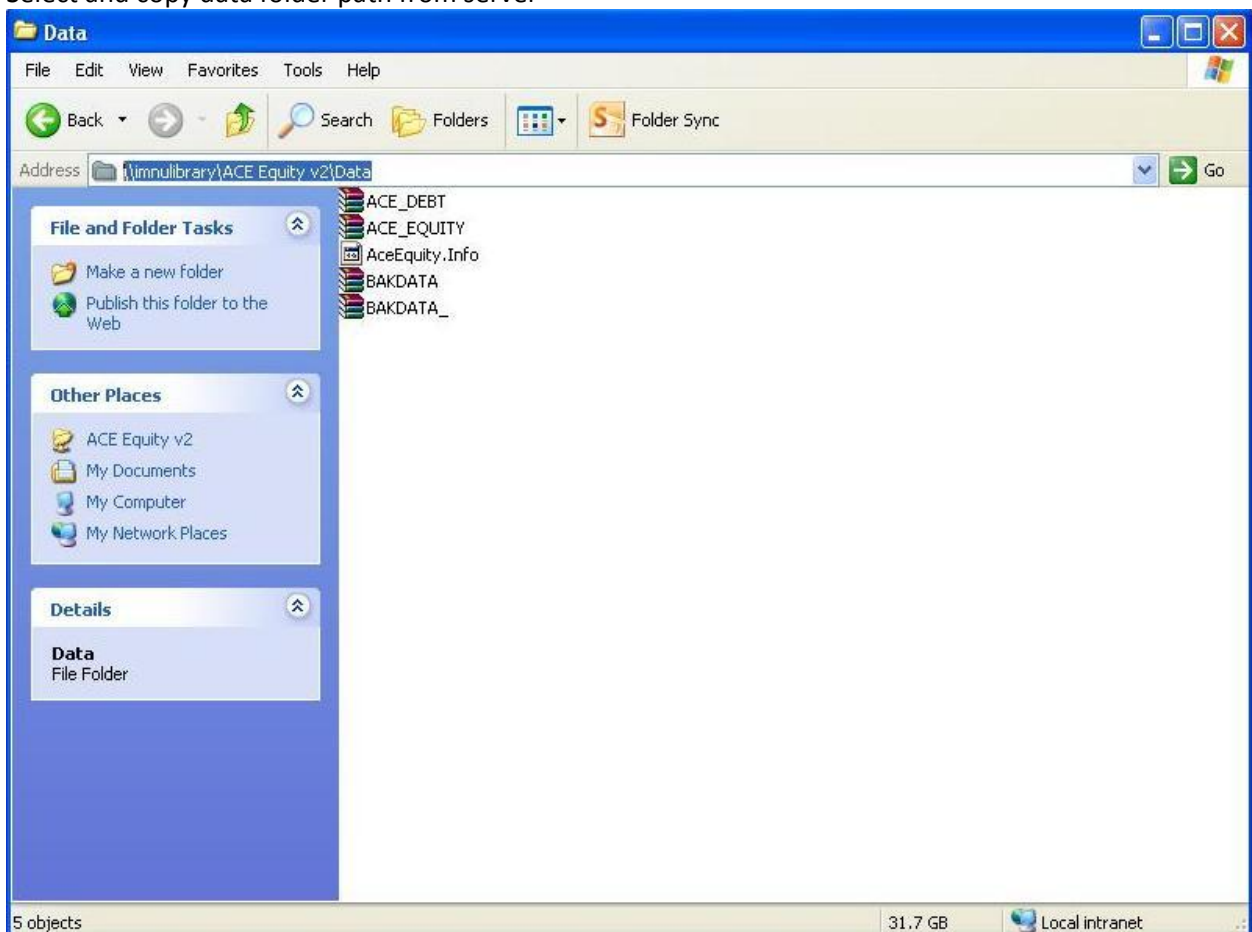 Select and copy data folder path from server
Data
File Edit View Favorites Tools Help
Back Search Folders Folder Sync
Address \\imnulibrary\ACE Equity v2\Data Go
File and Folder Tasks
Make a new folder
Publish this folder to the
Web
Other Places
ACE Equity v2
My Documents
My Computer
My Network Places
Details
Data
File Folder
ACE_DEBT
ACE_EQUITY
AceEquity.Info
BAKDATA
BAKDATA_
5 objects 31.7 GB Local intranet